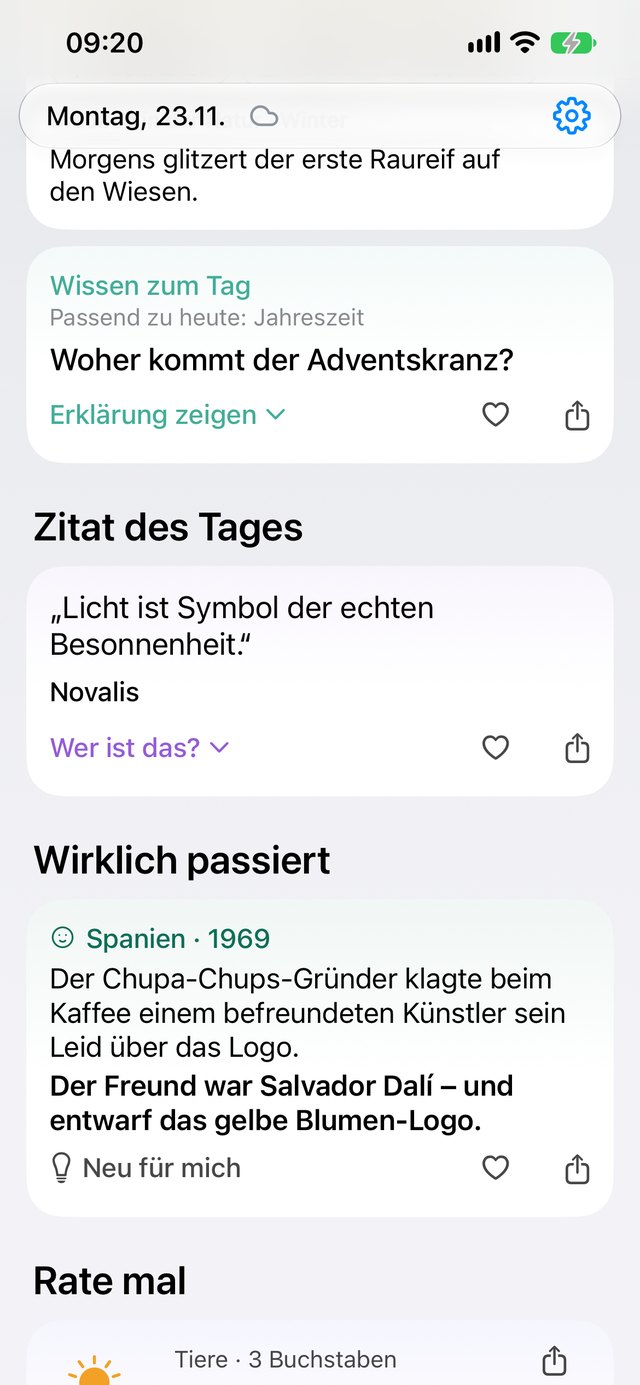 09:20
Montag, 23.11.
Winter
Morgens glitzert der erste Raureif auf
den Wiesen.
Wissen zum Tag
Passend zu heute: Jahreszeit
Woher kommt der Adventskranz?
Erklärung zeigen
Zitat des Tages
„Licht ist Symbol der echten
Besonnenheit.“
Novalis
Wer ist das?
Wirklich passiert
Spanien · 1969
Der Chupa-Chups-Gründer klagte beim
Kaffee einem befreundeten Künstler sein
Leid über das Logo.
Der Freund war Salvador Dalí – und
entwarf das gelbe Blumen-Logo.
Neu für mich
Rate mal
Tiere · 3 Buchstaben